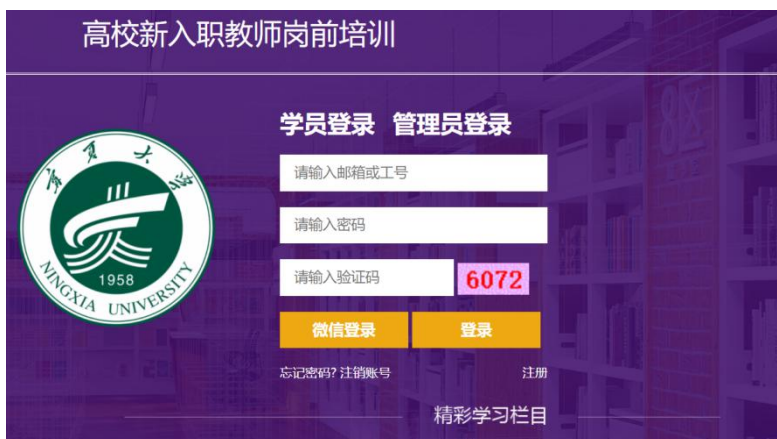 高校新入职教师岗前培训
学员登录 管理员登录
请输入邮箱或工号
请输入密码
请输入验证码 6072
微信登录 登录
忘记密码? 注销账号 注册
精彩学习栏目
宁夏大学
1958
NINGXIA UNIVERSITY